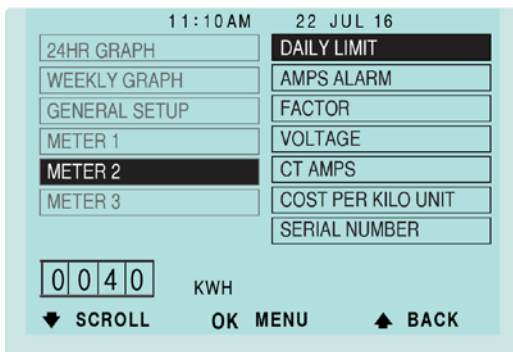 11:10AM 22 JUL 16
24HR GRAPH
WEEKLY GRAPH
GENERAL SETUP
METER 1
METER 2
METER 3
DAILY LIMIT
AMPS ALARM
FACTOR
VOLTAGE
CT AMPS
COST PER KILO UNIT
SERIAL NUMBER
0040 KWH
SCROLL OK MENU BACK